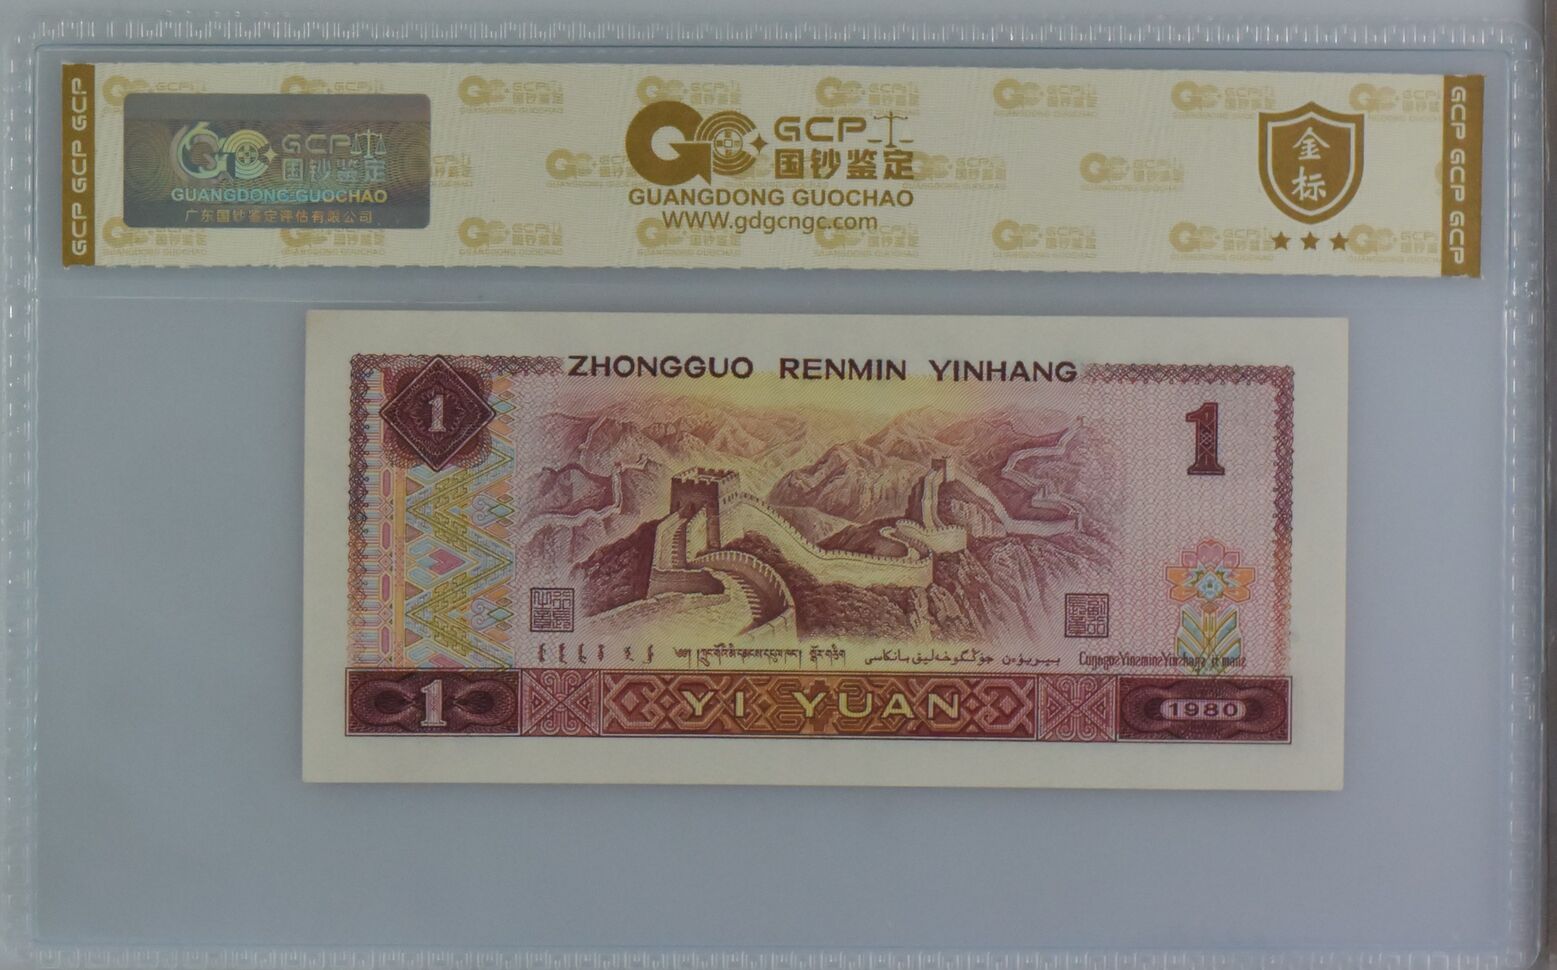 GCP GCP GCP
GCP
国钞鉴定
GUANGDONG GUOCHAO
广东国钞鉴定评估有限公司
GCP
国钞鉴定
GUANGDONG GUOCHAO
WWW.gdgcngc.com
金
标
GCP GCP GCP
ZHONGGUO RENMIN YINHANG
1
1
1
YI YUAN
1980